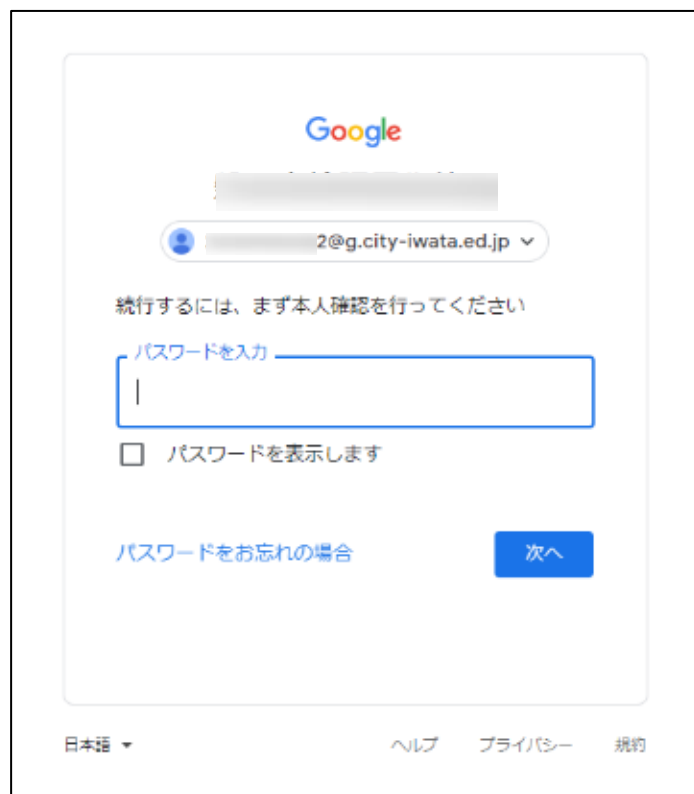 Google
2@g.city-iwata.ed.jp
続行するには、まず本人確認を行ってください
パスワードを入力
パスワードを表示します
パスワードをお忘れの場合 次へ
日本語 ヘルプ プライバシー 規約